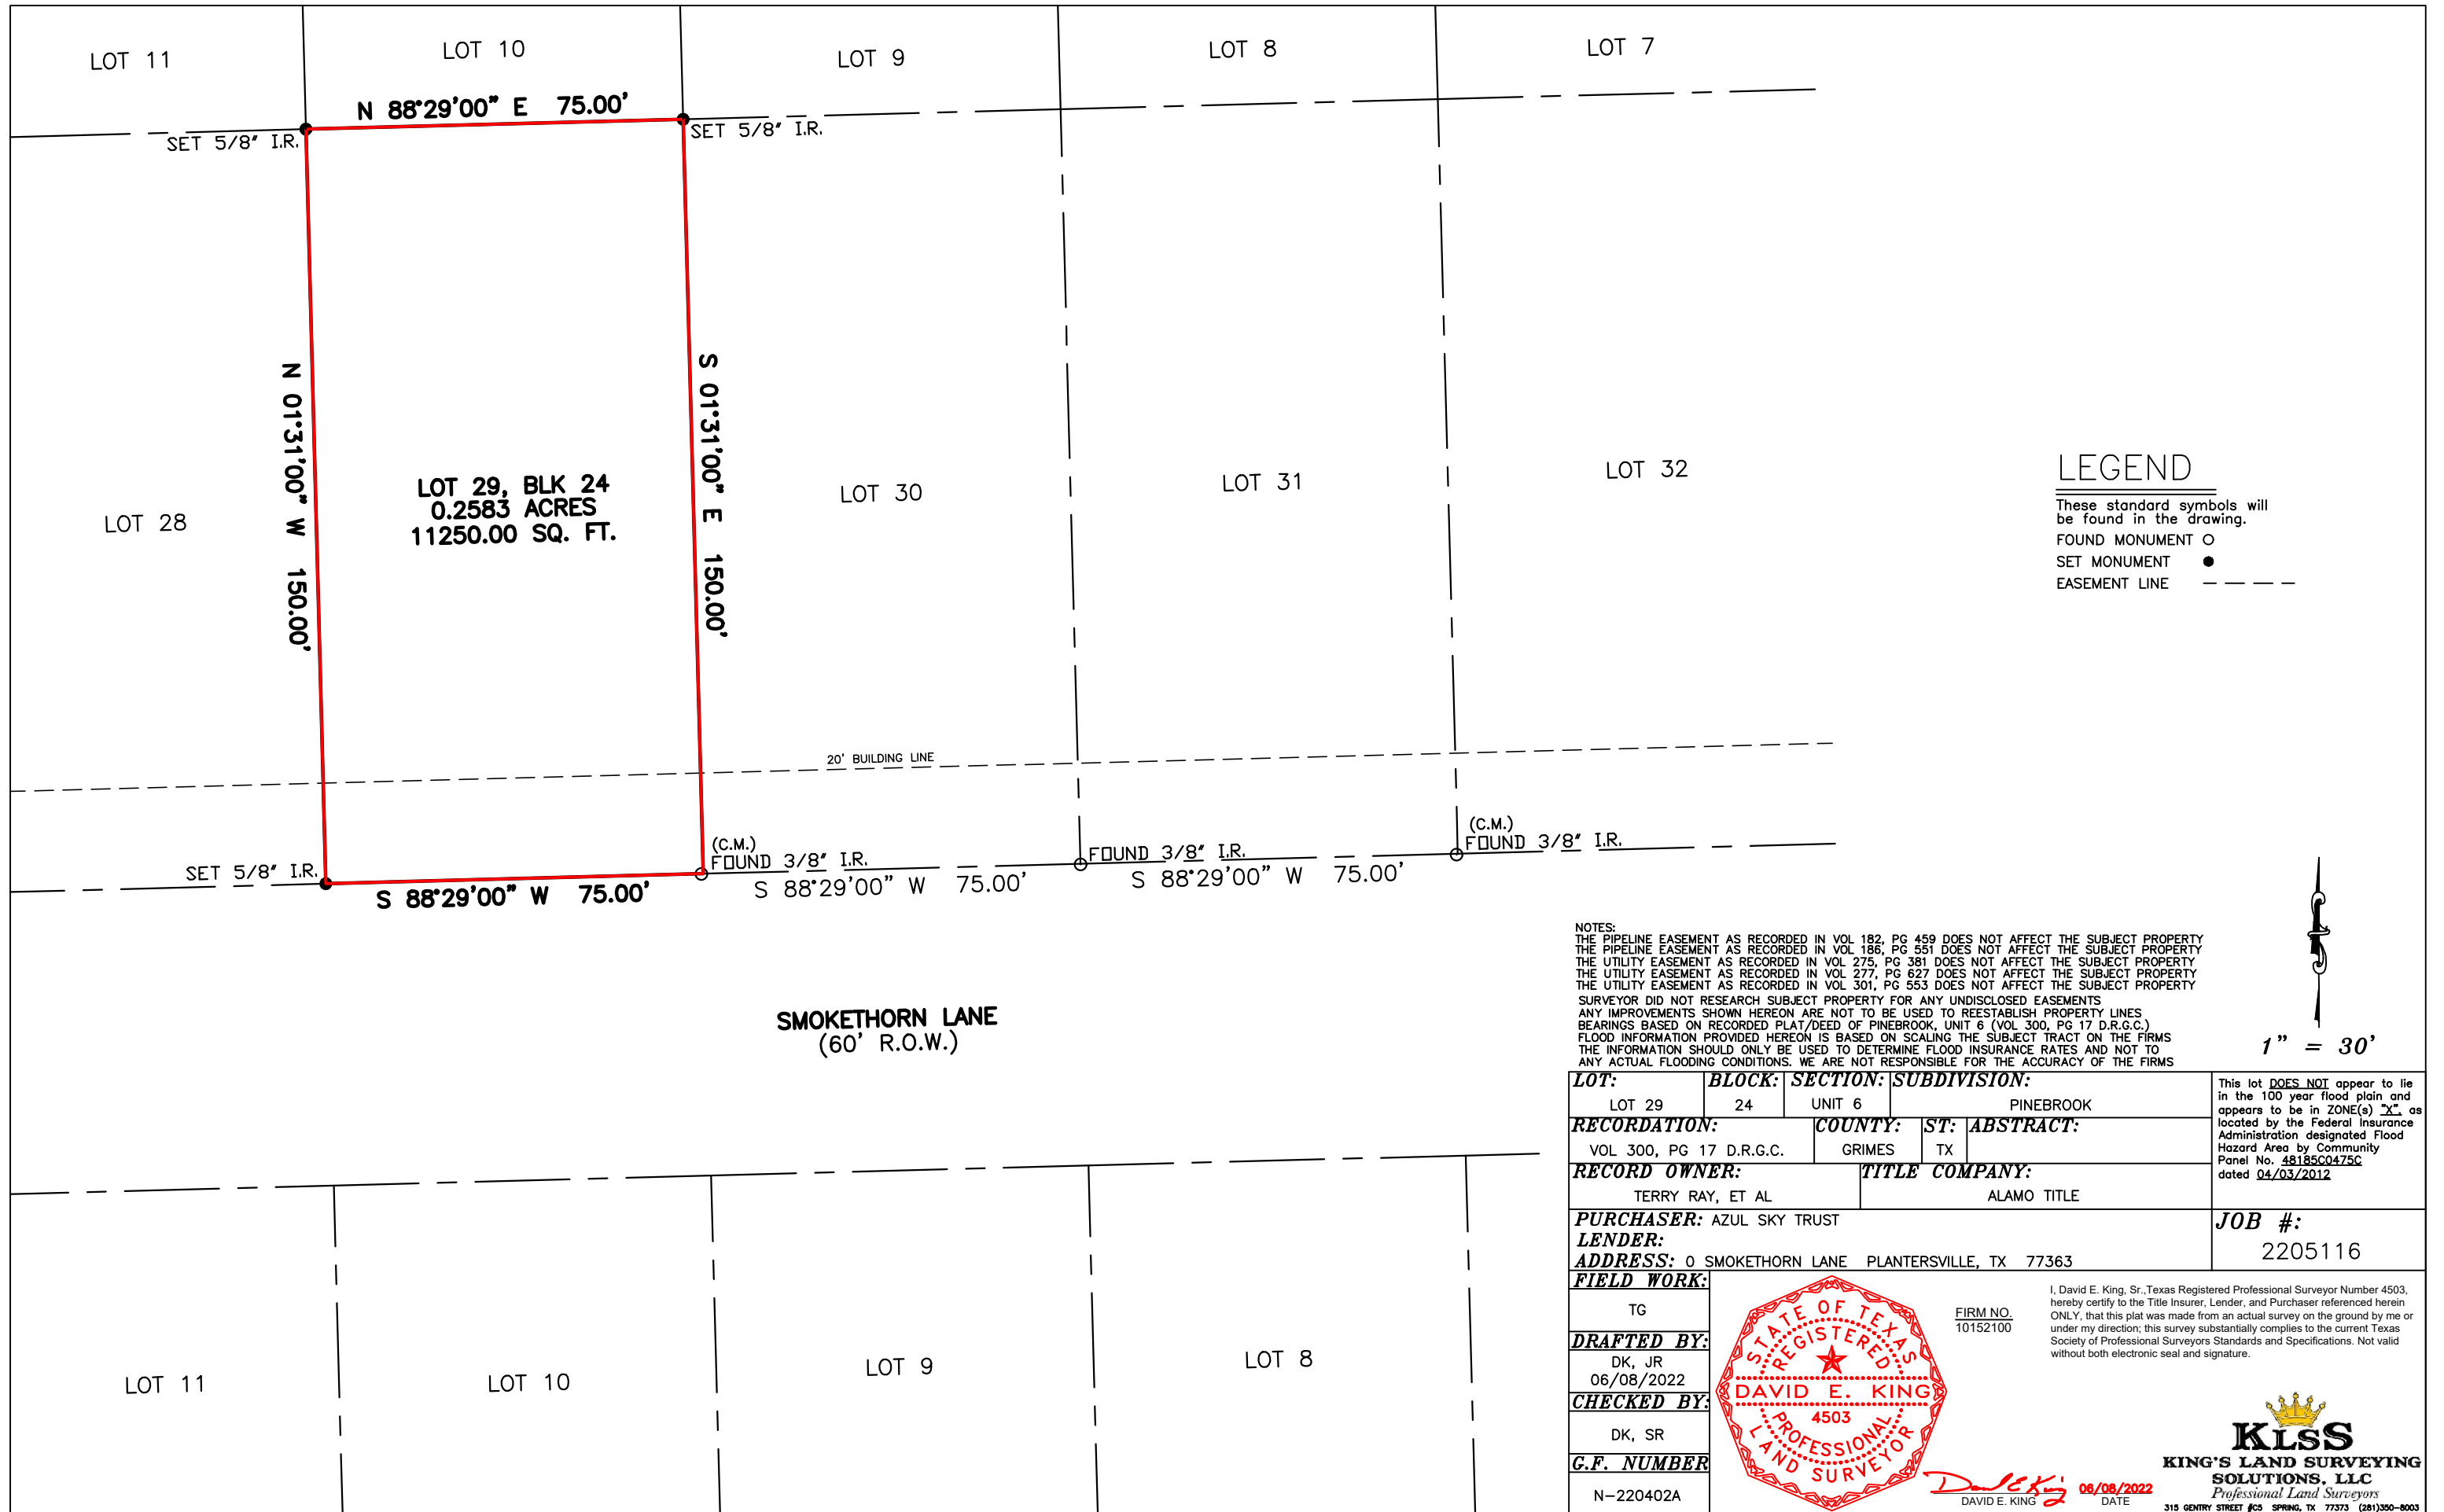 LOT 11
LOT 10
LOT 9
LOT 8
LOT 7
N 88°29'00" E 75.00'
SET 5/8" I.R.
SET 5/8" I.R.
N 01°31'00" W 150.00'
S 01°31'00" E 150.00'
LOT 28
LOT 29, BLK 24
0.2583 ACRES
11250.00 SQ. FT.
LOT 30
LOT 31
LOT 32
LEGEND
These standard symbols will
be found in the drawing.
FOUND MONUMENT
SET MONUMENT
EASEMENT LINE
20' BUILDING LINE
SET 5/8" I.R.
(C.M.)
FOUND 3/8" I.R.
FOUND 3/8" I.R.
(C.M.)
FOUND 3/8" I.R.
S 88°29'00" W 75.00'
S 88°29'00" W 75.00'
S 88°29'00" W 75.00'
SMOKETHORN LANE
(60' R.O.W.)
LOT 11
LOT 10
LOT 9
LOT 8
NOTES:
THE PIPELINE EASEMENT AS RECORDED IN VOL 182, PG 459 DOES NOT AFFECT THE SUBJECT PROPERTY
THE PIPELINE EASEMENT AS RECORDED IN VOL 186, PG 551 DOES NOT AFFECT THE SUBJECT PROPERTY
THE UTILITY EASEMENT AS RECORDED IN VOL 275, PG 381 DOES NOT AFFECT THE SUBJECT PROPERTY
THE UTILITY EASEMENT AS RECORDED IN VOL 277, PG 627 DOES NOT AFFECT THE SUBJECT PROPERTY
THE UTILITY EASEMENT AS RECORDED IN VOL 301, PG 553 DOES NOT AFFECT THE SUBJECT PROPERTY
SURVEYOR DID NOT RESEARCH SUBJECT PROPERTY FOR ANY UNDISCLOSED EASEMENTS
ANY IMPROVEMENTS SHOWN HEREON ARE NOT TO BE USED TO REESTABLISH PROPERTY LINES
BEARINGS BASED ON RECORDED PLAT/DEED OF PINEBROOK, UNIT 6 (VOL 300, PG 17 D.R.G.C.)
FLOOD INFORMATION PROVIDED HEREON IS BASED ON SCALING THE SUBJECT TRACT ON THE FIRMS
THE INFORMATION SHOULD ONLY BE USED TO DETERMINE FLOOD INSURANCE RATES AND NOT TO
ANY ACTUAL FLOODING CONDITIONS. WE ARE NOT RESPONSIBLE FOR THE ACCURACY OF THE FIRMS
1" = 30'
LOT: BLOCK: SECTION: SUBDIVISION:
LOT 29 24 UNIT 6 PINEBROOK
RECORDATION: COUNTY: ST: ABSTRACT:
VOL 300, PG 17 D.R.G.C. GRIMES TX
RECORD OWNER: TITLE COMPANY:
TERRY RAY, ET AL ALAMO TITLE
This lot DOES NOT appear to lie
in the 100 year flood plain and
appears to be in ZONE(s) "X", as
located by the Federal Insurance
Administration designated Flood
Hazard Area by Community
Panel No. 48185C0475C
dated 04/03/2012
PURCHASER: AZUL SKY TRUST
LENDER:
ADDRESS: 0 SMOKETHORN LANE PLANTERSVILLE, TX 77363
JOB #:
2205116
FIELD WORK:
TG
DRAFTED BY:
DK, JR
06/08/2022
CHECKED BY:
DK, SR
G.F. NUMBER
N-220402A
STATE OF TEXAS
REGISTERED
DAVID E. KING
4503
PROFESSIONAL
LAND SURVEYOR
FIRM NO.
10152100
I, David E. King, Sr.,Texas Registered Professional Surveyor Number 4503,
hereby certify to the Title Insurer, Lender, and Purchaser referenced herein
ONLY, that this plat was made from an actual survey on the ground by me or
under my direction; this survey substantially complies to the current Texas
Society of Professional Surveyors Standards and Specifications. Not valid
without both electronic seal and signature.
David E King 06/08/2022
DAVID E. KING DATE
KLSS
KING'S LAND SURVEYING
SOLUTIONS, LLC
Professional Land Surveyors
315 GENTRY STREET #C5 SPRING, TX 77373 (281)350-8003